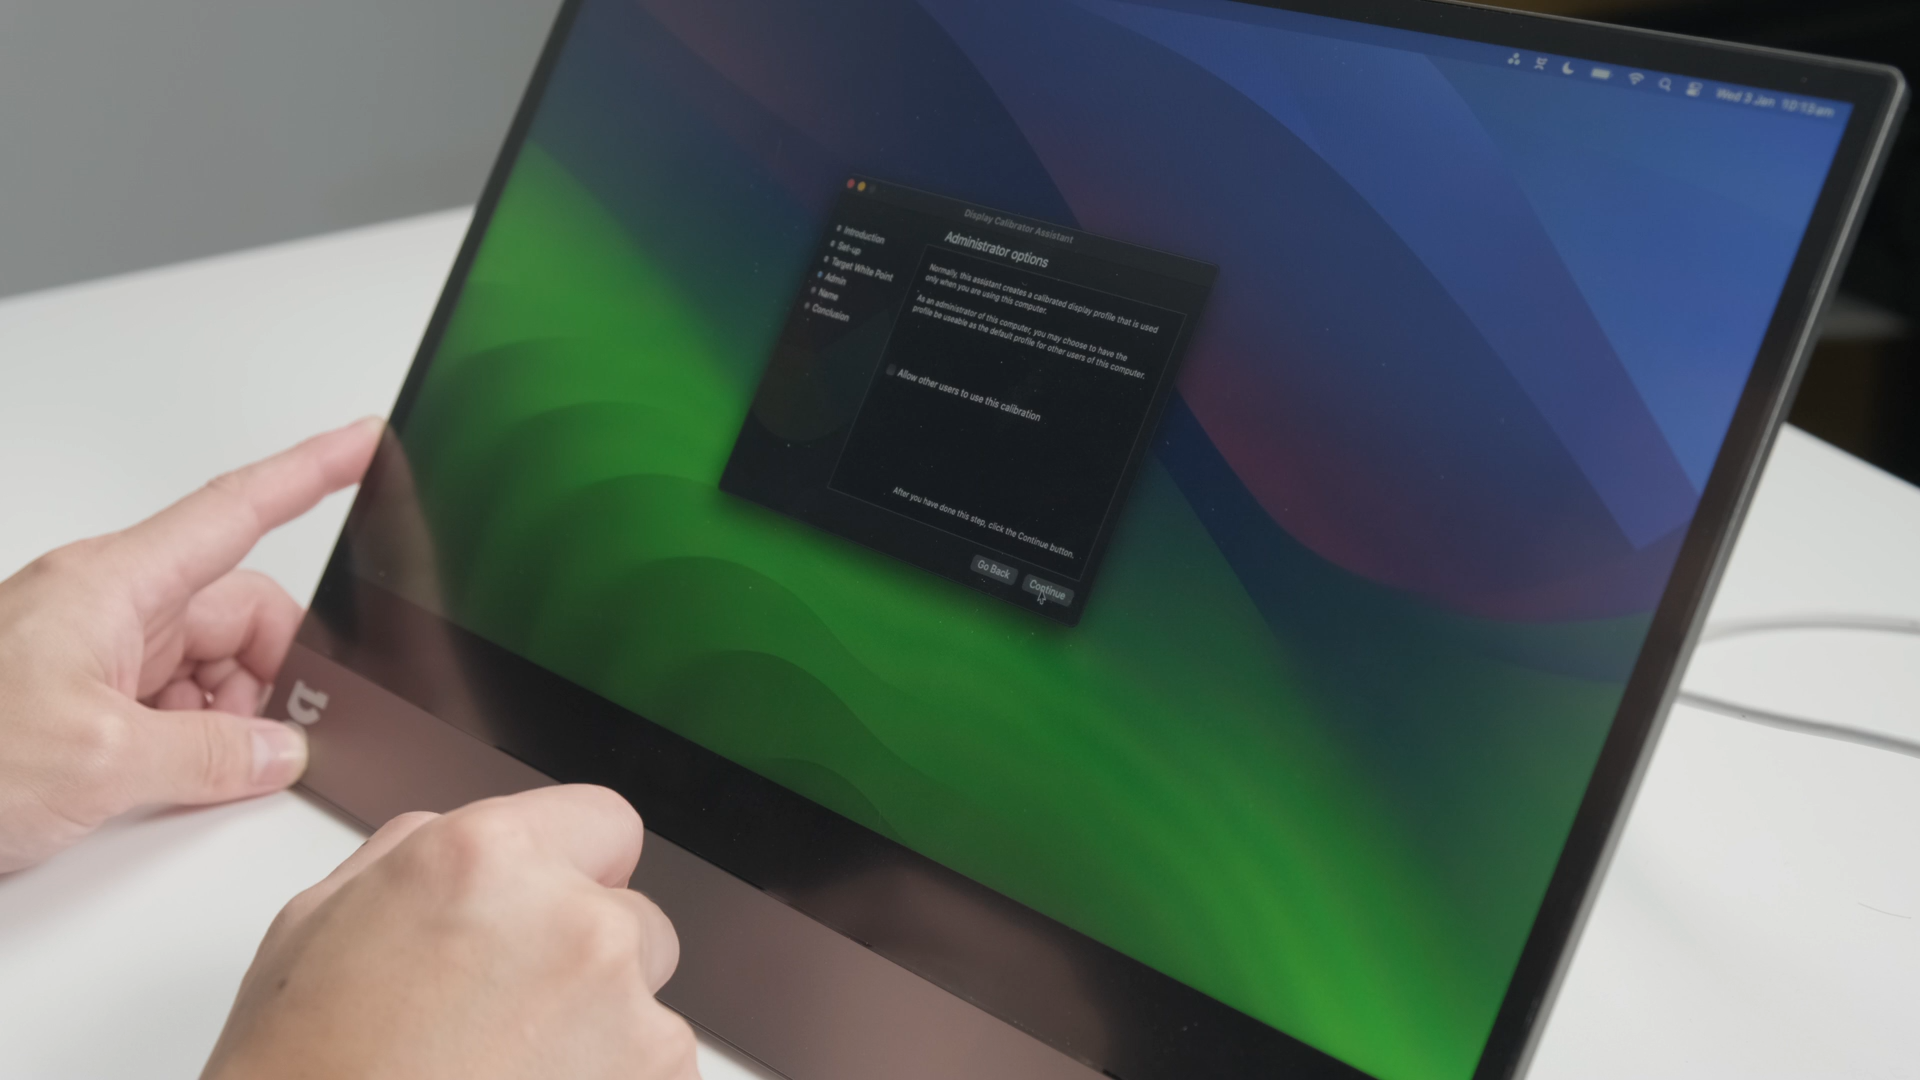 Wed 3 Jan 10:13 am
Display Calibrator Assistant
Introduction
Set-up
Target White Point
Admin
Name
Conclusion
Administrator options
Normally, this assistant creates a calibrated display profile that is used
only when you are using this computer.
As an administrator of this computer, you may choose to have the
profile be useable as the default profile for other users of this computer.
Allow other users to use this calibration
After you have done this step, click the Continue button.
Go Back
Continue